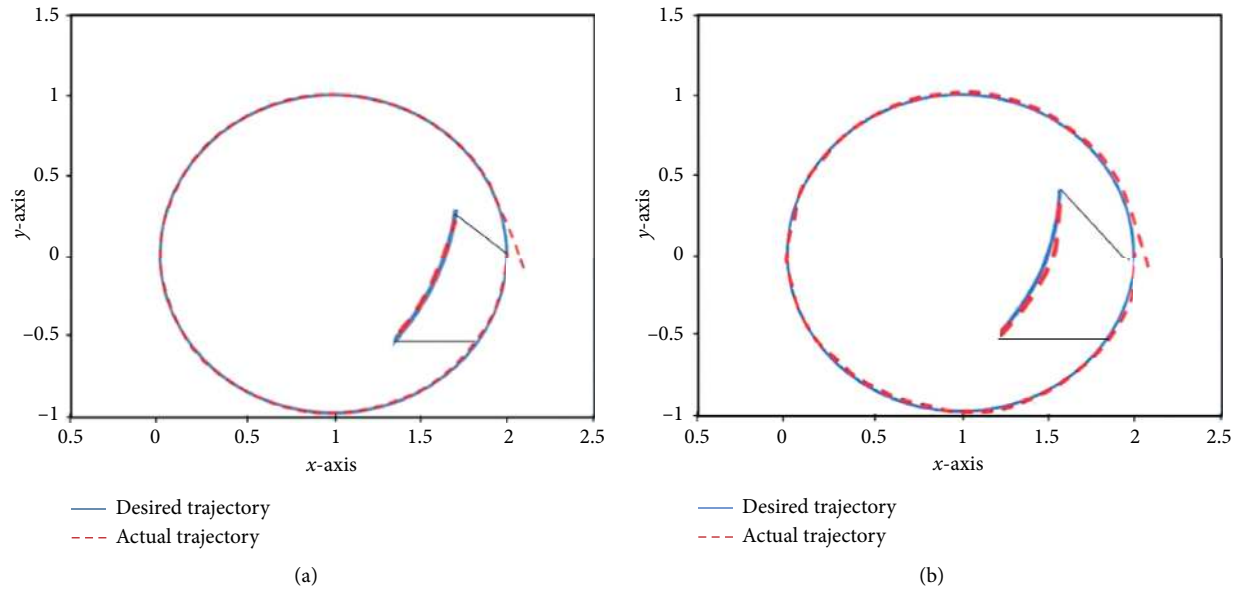 1.5
1
0.5
0
−0.5
−1
y-axis
0.5 0 0.5 1 1.5 2 2.5
x-axis
Desired trajectory
Actual trajectory
(a)
1.5
1
0.5
0
−0.5
−1
y-axis
0.5 0 0.5 1 1.5 2 2.5
x-axis
Desired trajectory
Actual trajectory
(b)